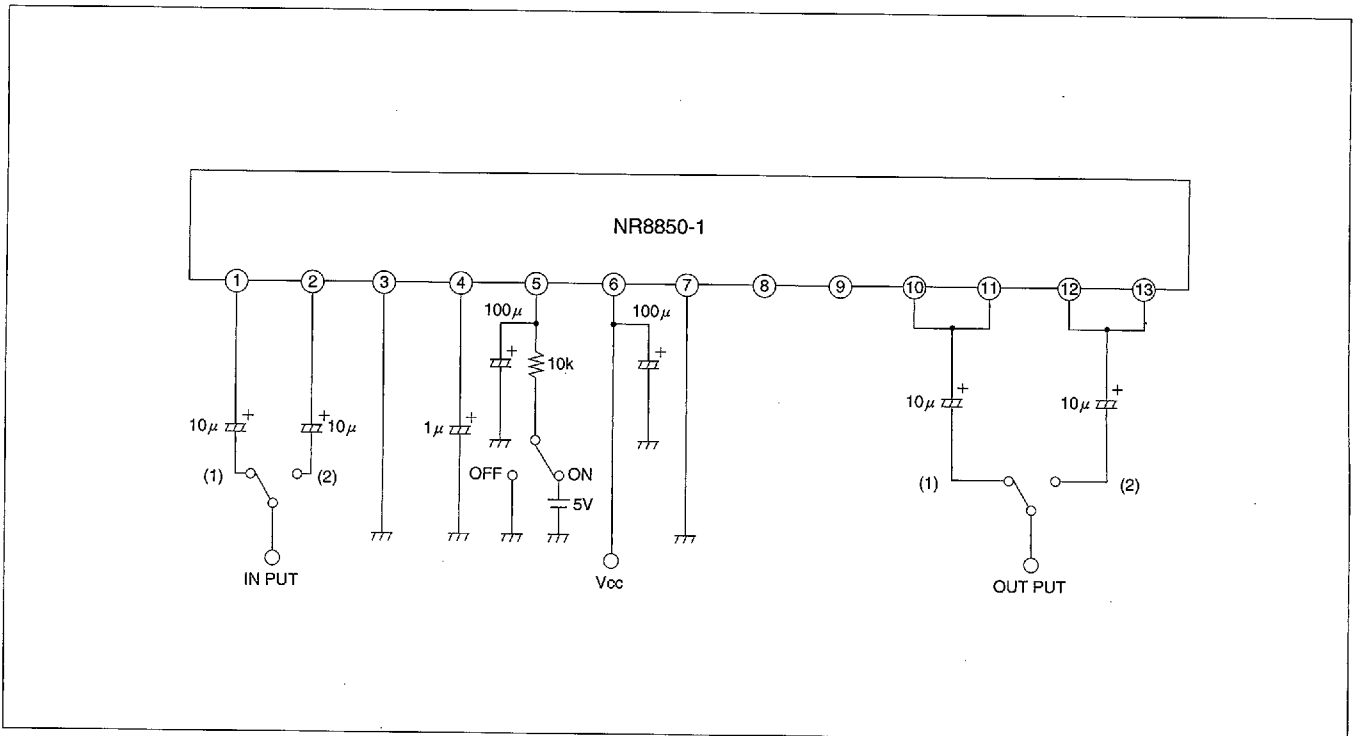 NR8850-1
1 2 3 4 5 6 7 8 9 10 11 12 13
100μ + 100μ +
+ 10k + +
10μ + + 10μ 1μ + 10μ 10μ
(1) (2) OFF ON (1) (2)
5V
IN PUT Vcc OUT PUT